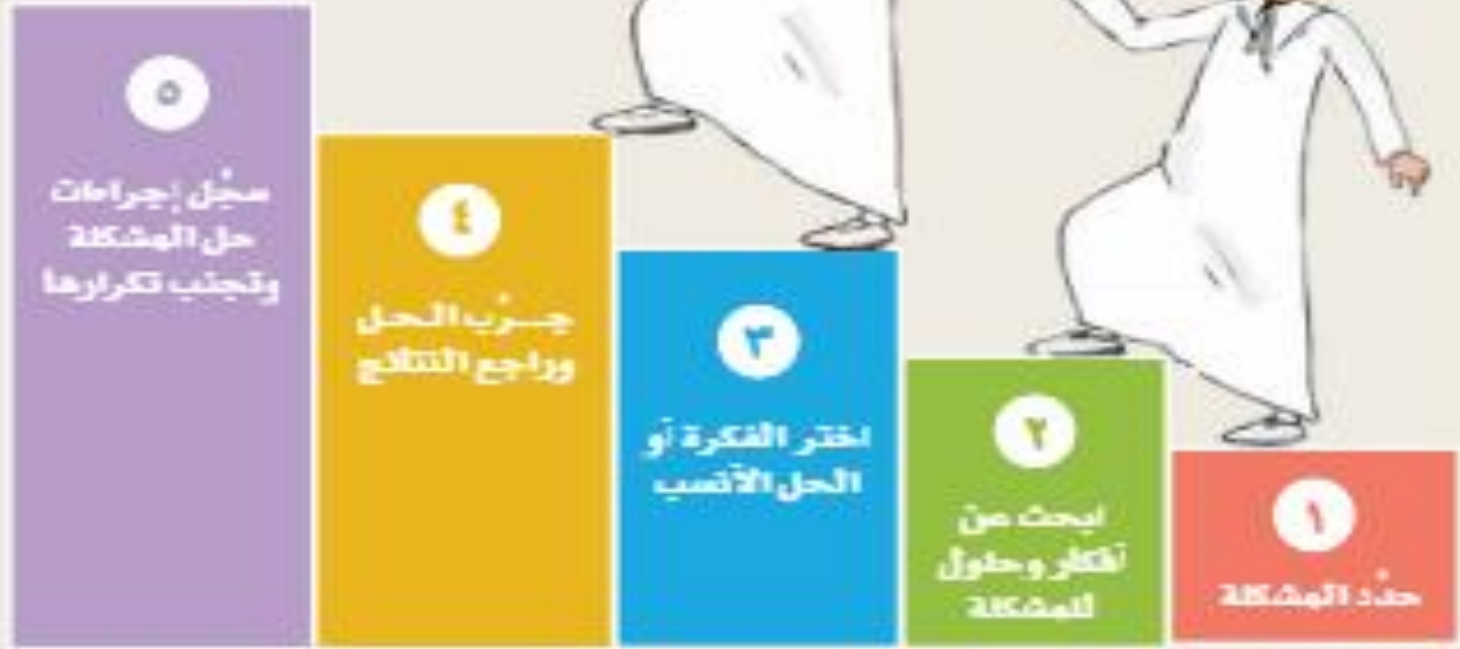 ١
حدّد المشكلة
٢
ابحث عن
أفكار وحلول
للمشكلة
٣
اختر الفكرة أو
الحل الأنسب
٤
جـــرّب الحل
وراجع النتائج
٥
سجّل إجراءات
حل المشكلة
وتجنب تكرارها